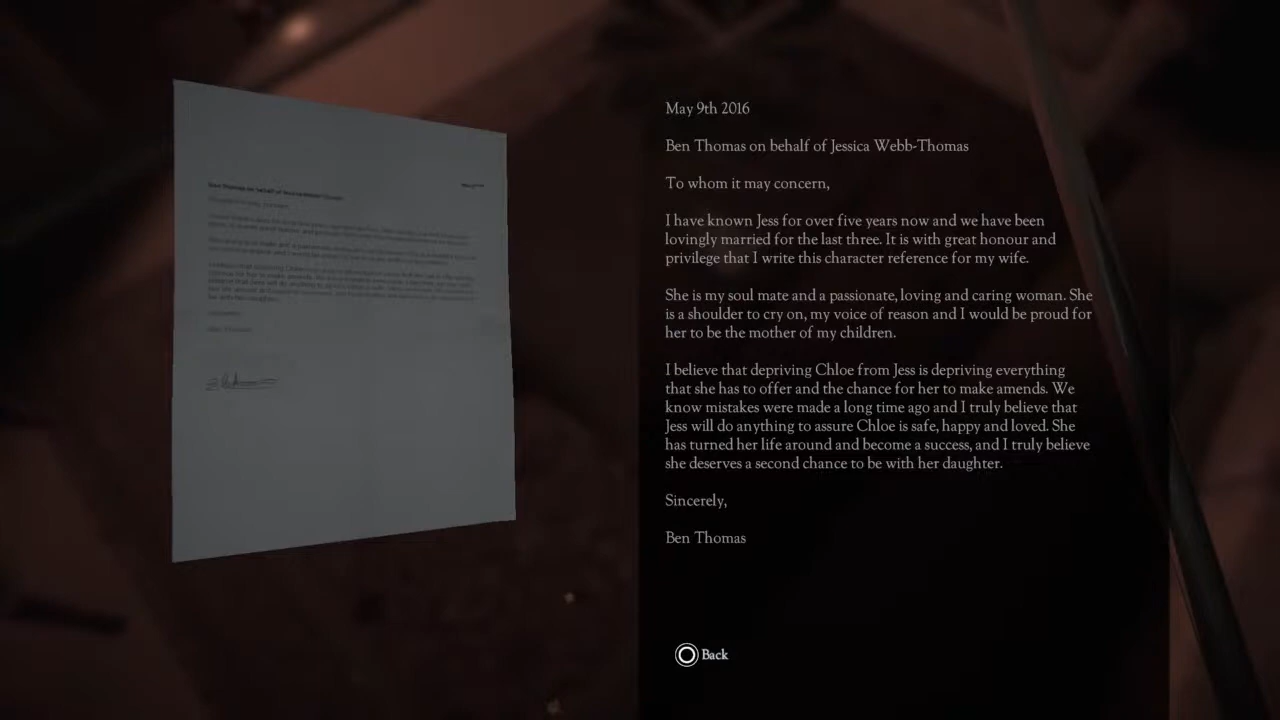 May 9th 2016
Ben Thomas on behalf of Jessica Webb-Thomas
To whom it may concern,
I have known Jess for over five years now and we have been
lovingly married for the last three. It is with great honour and
privilege that I write this character reference for my wife.
She is my soul mate and a passionate, loving and caring woman. She
is a shoulder to cry on, my voice of reason and I would be proud for
her to be the mother of my children.
I believe that depriving Chloe from Jess is depriving everything
that she has to offer and the chance for her to make amends. We
know mistakes were made a long time ago and I truly believe that
Jess will do anything to assure Chloe is safe, happy and loved. She
has turned her life around and become a success, and I truly believe
she deserves a second chance to be with her daughter.
Sincerely,
Ben Thomas
Back